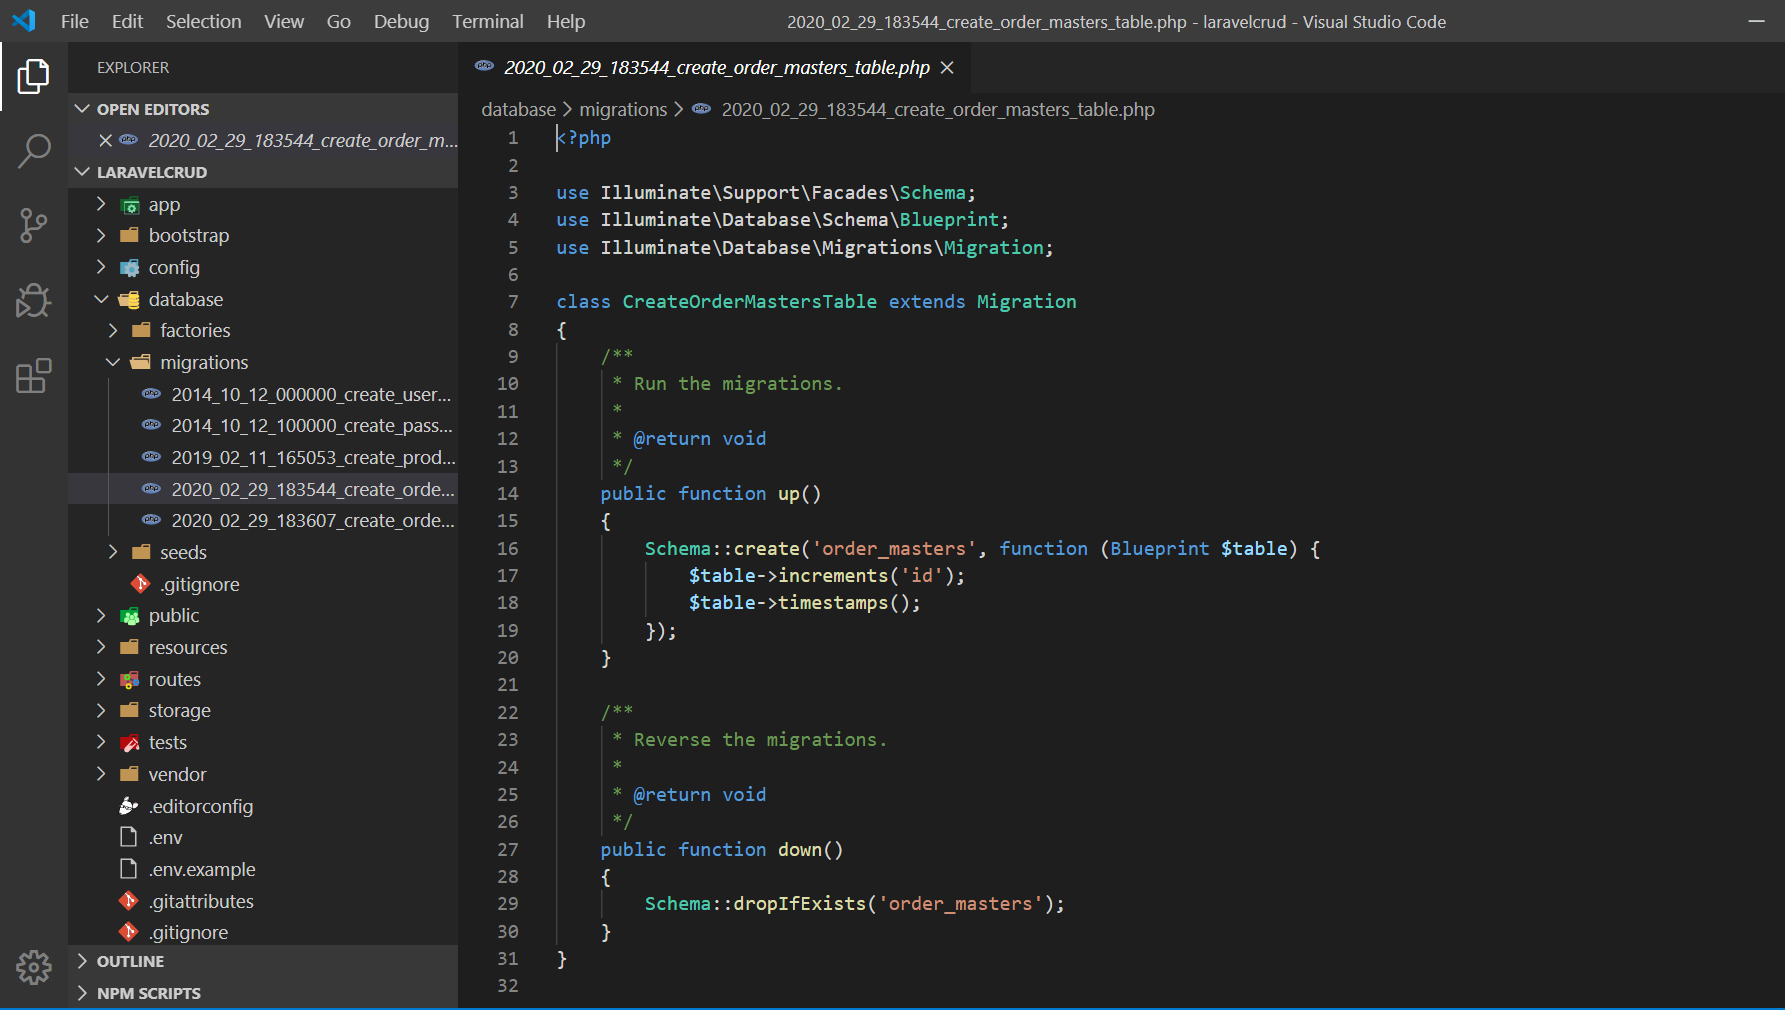 File Edit Selection View Go Debug Terminal Help 2020_02_29_183544_create_order_masters_table.php - laravelcrud - Visual Studio Code
EXPLORER
OPEN EDITORS
2020_02_29_183544_create_order_m...
LARAVELCRUD
app
bootstrap
config
database
factories
migrations
2014_10_12_000000_create_user...
2014_10_12_100000_create_pass...
2019_02_11_165053_create_prod...
2020_02_29_183544_create_orde...
2020_02_29_183607_create_orde...
seeds
.gitignore
public
resources
routes
storage
tests
vendor
.editorconfig
.env
.env.example
.gitattributes
.gitignore
OUTLINE
NPM SCRIPTS
2020_02_29_183544_create_order_masters_table.php
database > migrations > 2020_02_29_183544_create_order_masters_table.php
1 <?php
2
3 use Illuminate\Support\Facades\Schema;
4 use Illuminate\Database\Schema\Blueprint;
5 use Illuminate\Database\Migrations\Migration;
6
7 class CreateOrderMastersTable extends Migration
8 {
9 /**
10 * Run the migrations.
11 *
12 * @return void
13 */
14 public function up()
15 {
16 Schema::create('order_masters', function (Blueprint $table) {
17 $table->increments('id');
18 $table->timestamps();
19 });
20 }
21
22 /**
23 * Reverse the migrations.
24 *
25 * @return void
26 */
27 public function down()
28 {
29 Schema::dropIfExists('order_masters');
30 }
31 }
32